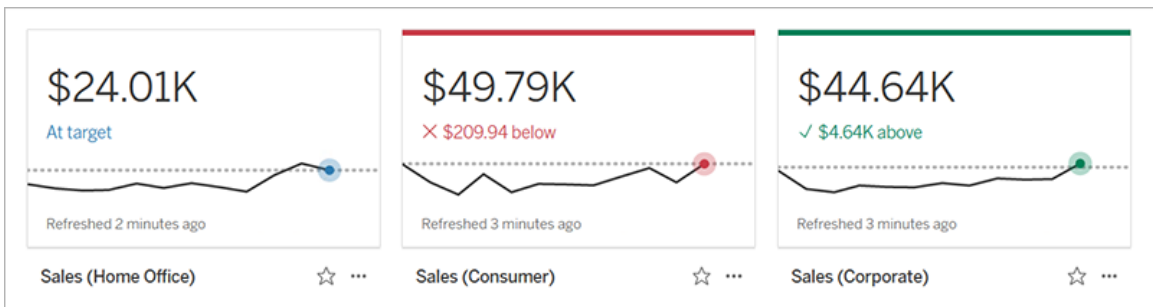 $24.01K
At target
Refreshed 2 minutes ago
Sales (Home Office)
$49.79K
$209.94 below
Refreshed 3 minutes ago
Sales (Consumer)
$44.64K
$4.64K above
Refreshed 3 minutes ago
Sales (Corporate)